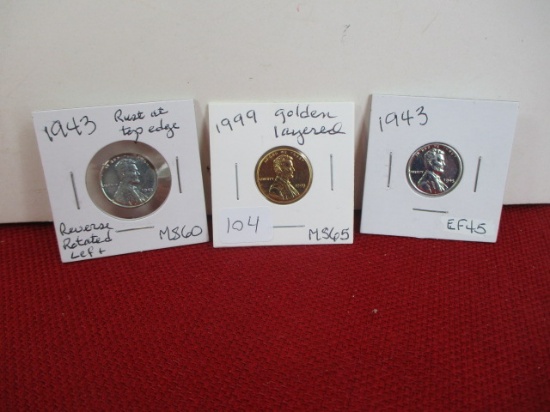 1943 Rust at
top edge
Reverse
Rotated
Left
MS60
1999 golden
layered
104
MS65
1943
EF45